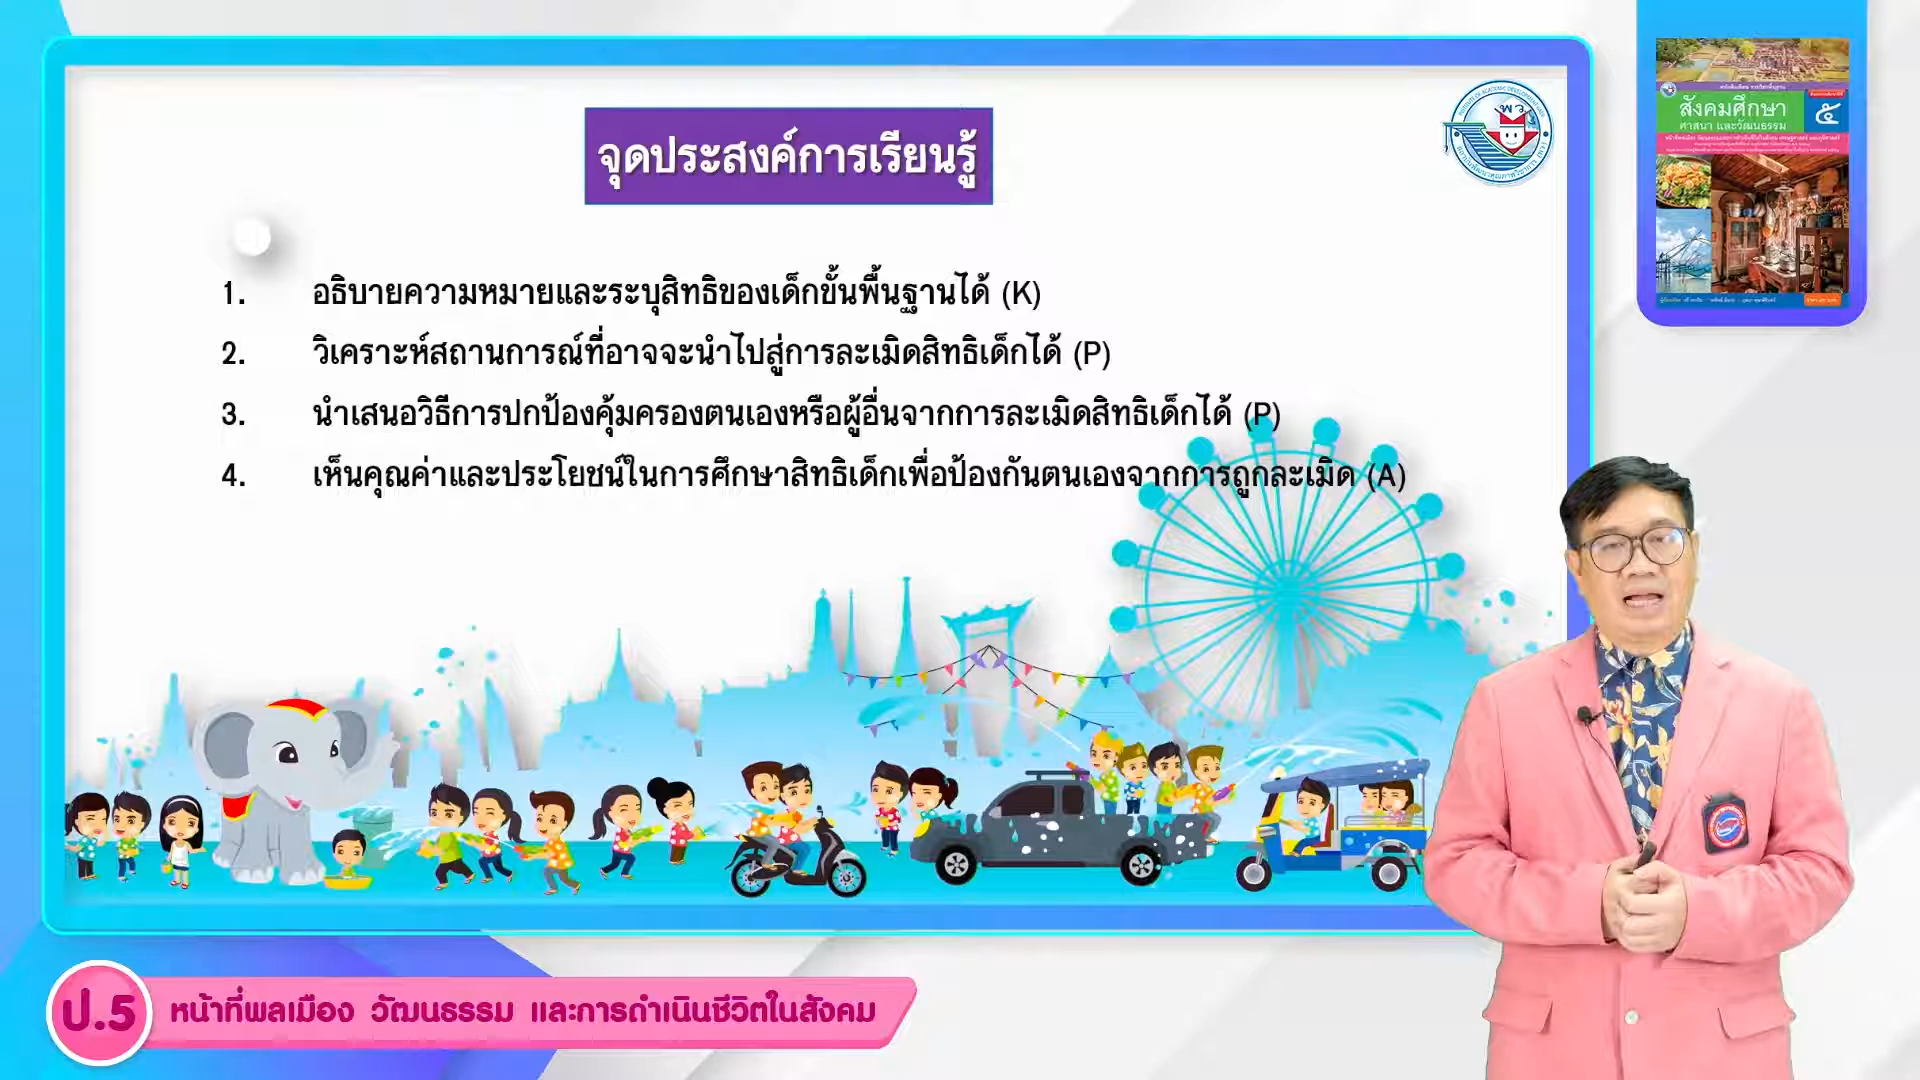 จุดประสงค์การเรียนรู้
1. อธิบายความหมายและระบุสิทธิของเด็กขั้นพื้นฐานได้ (K)
2. วิเคราะห์สถานการณ์ที่อาจจะนำไปสู่การละเมิดสิทธิเด็กได้ (P)
3. นำเสนอวิธีการปกป้องคุ้มครองตนเองหรือผู้อื่นจากการละเมิดสิทธิเด็กได้ (P)
4. เห็นคุณค่าและประโยชน์ในการศึกษาสิทธิเด็กเพื่อป้องกันตนเองจากการถูกละเมิด (A)
พว
สังคมศึกษา
ศาสนา และวัฒนธรรม
๕
ป.5 หน้าที่พลเมือง วัฒนธรรม และการดำเนินชีวิตในสังคม